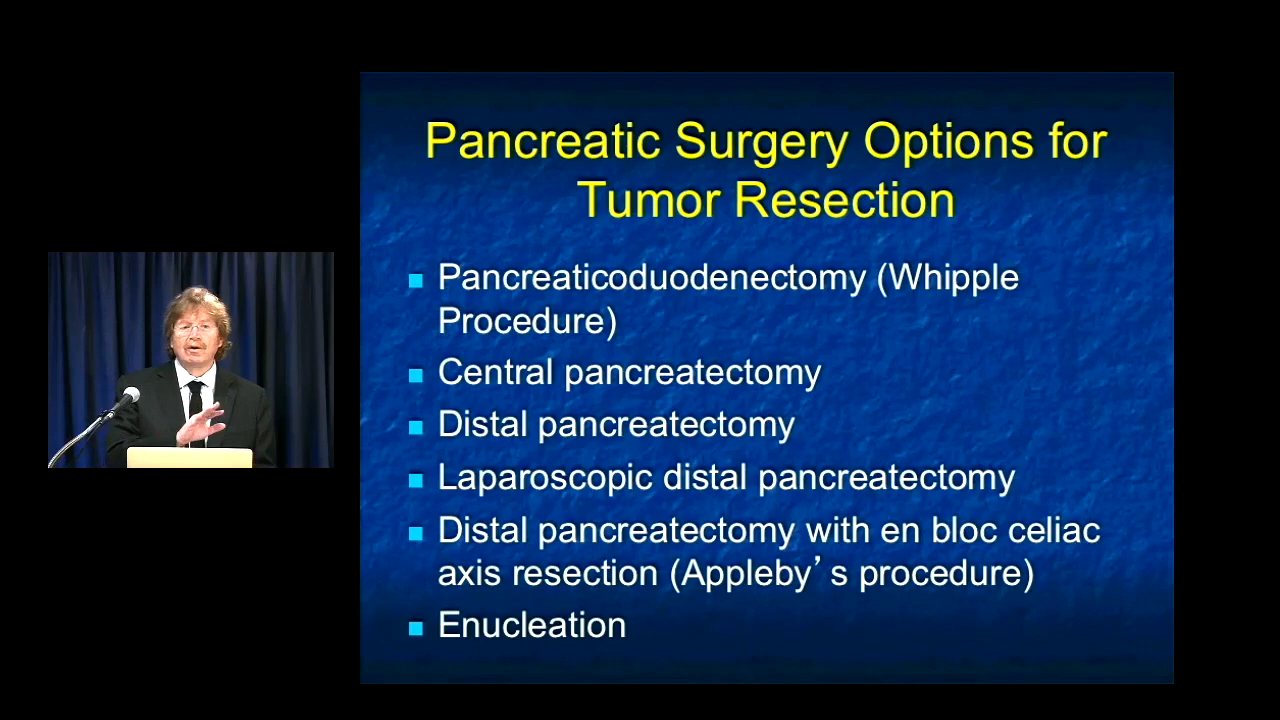 Pancreatic Surgery Options for
Tumor Resection
Pancreaticoduodenectomy (Whipple
Procedure)
Central pancreatectomy
Distal pancreatectomy
Laparoscopic distal pancreatectomy
Distal pancreatectomy with en bloc celiac
axis resection (Appleby’s procedure)
Enucleation